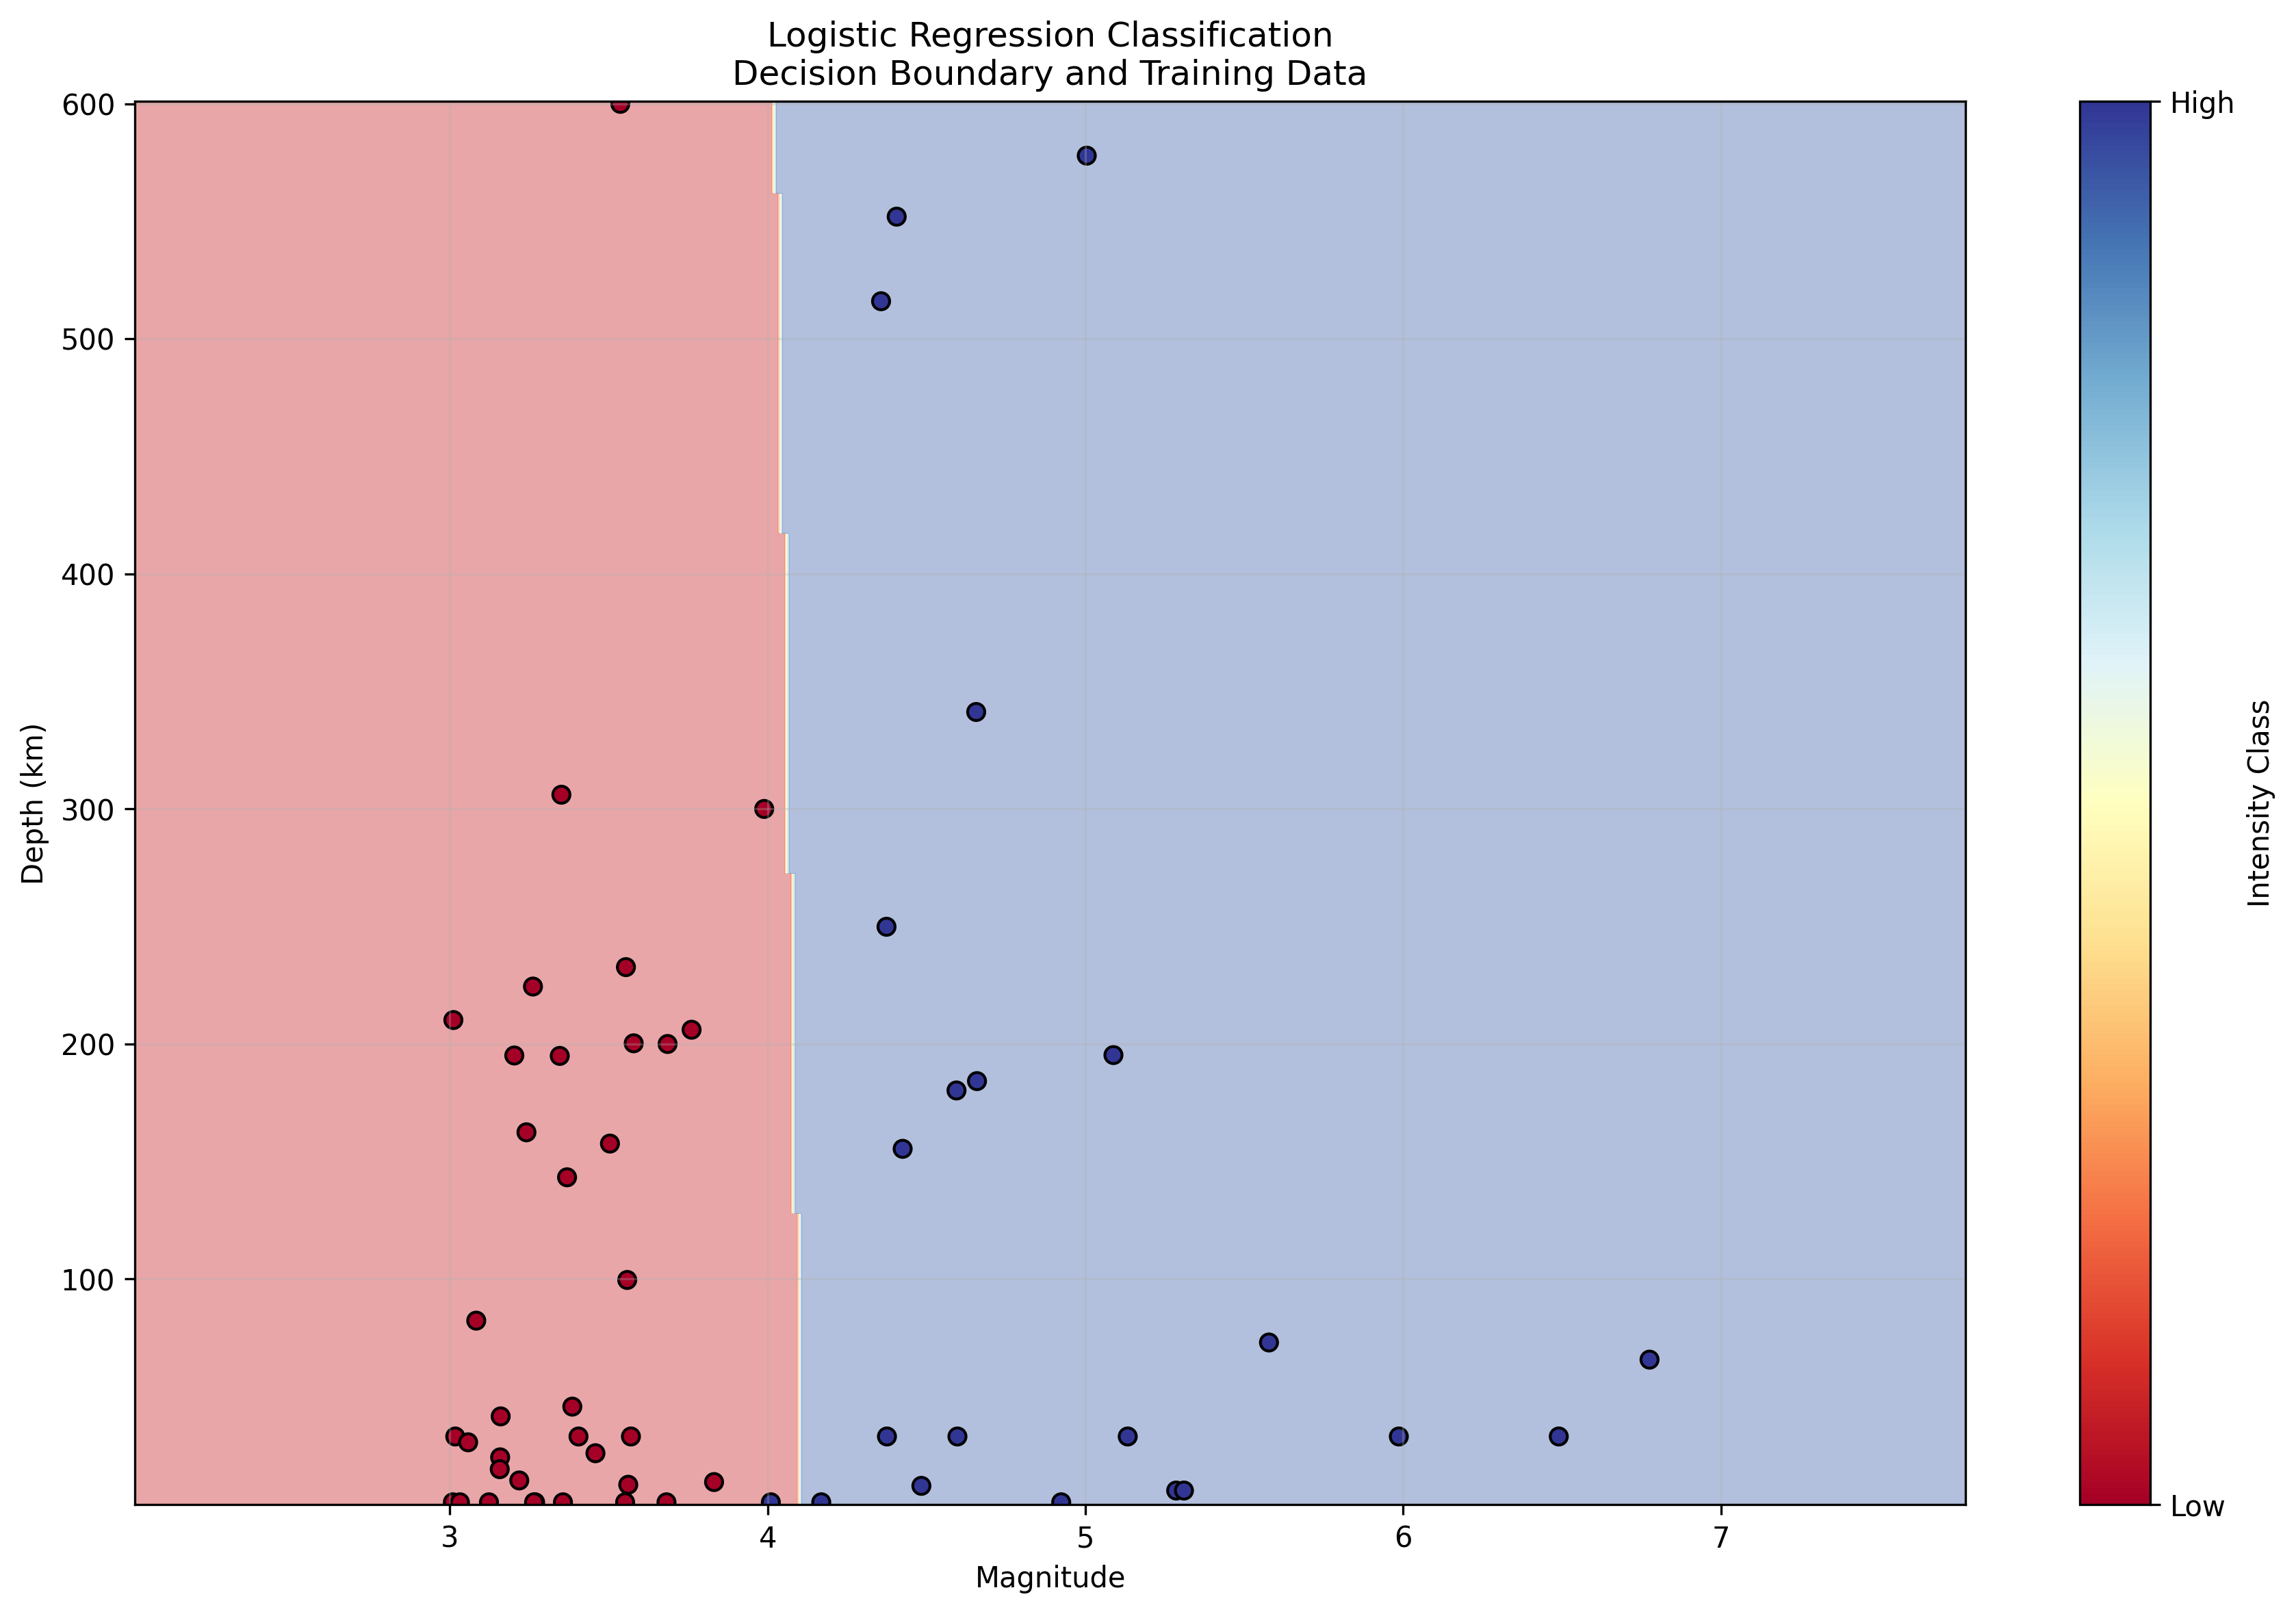 Logistic Regression Classification
Decision Boundary and Training Data
600
500
400
300
200
100
Depth (km)
3
4
5
6
7
Magnitude
High
Low
Intensity Class